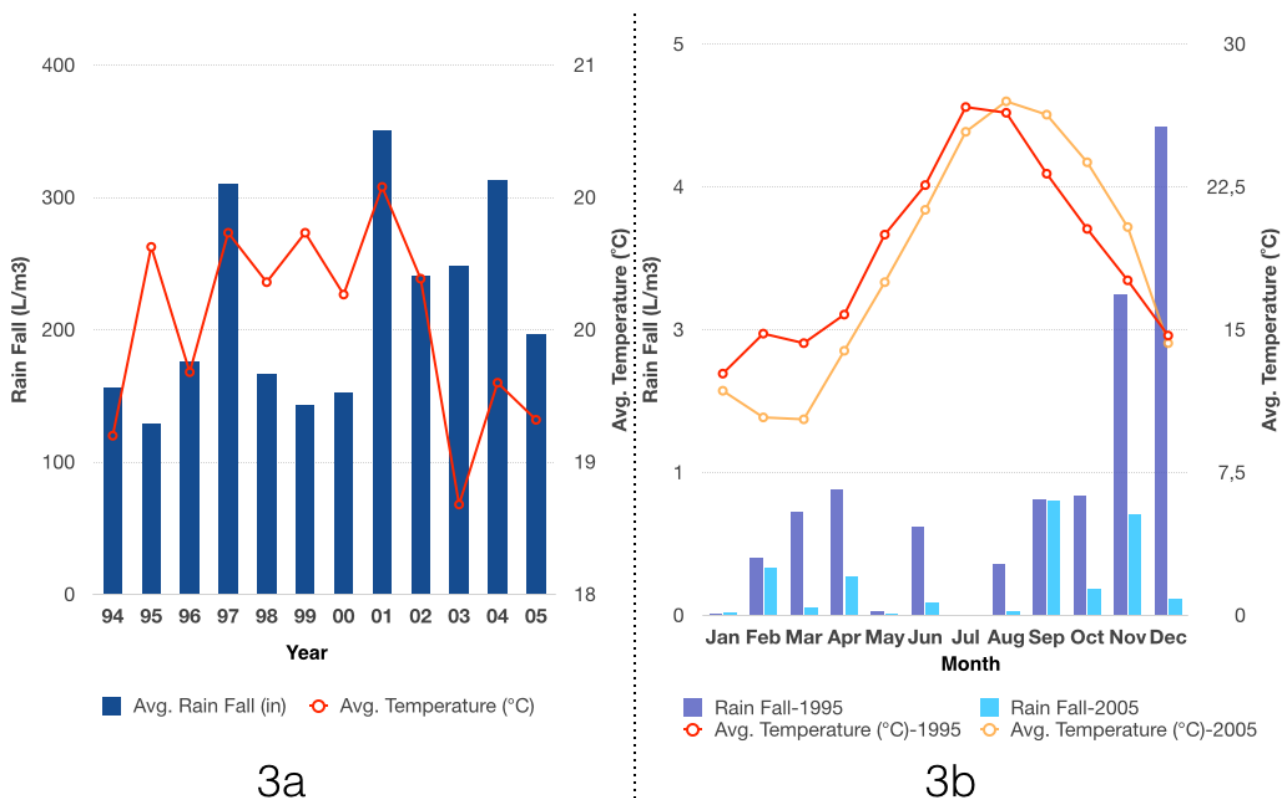 400
300
200
100
0
Rain Fall (L/m3)
21
20
20
19
18
Avg. Temperature (°C)
94 95 96 97 98 99 00 01 02 03 04 05
Year
Avg. Rain Fall (in) Avg. Temperature (°C)
3a
5
4
3
1
0
Rain Fall (L/m3)
30
22,5
15
7,5
0
Avg. Temperature (°C)
Jan Feb Mar Apr May Jun Jul Aug Sep Oct Nov Dec
Month
Rain Fall-1995 Rain Fall-2005
Avg. Temperature (°C)-1995 Avg. Temperature (°C)-2005
3b